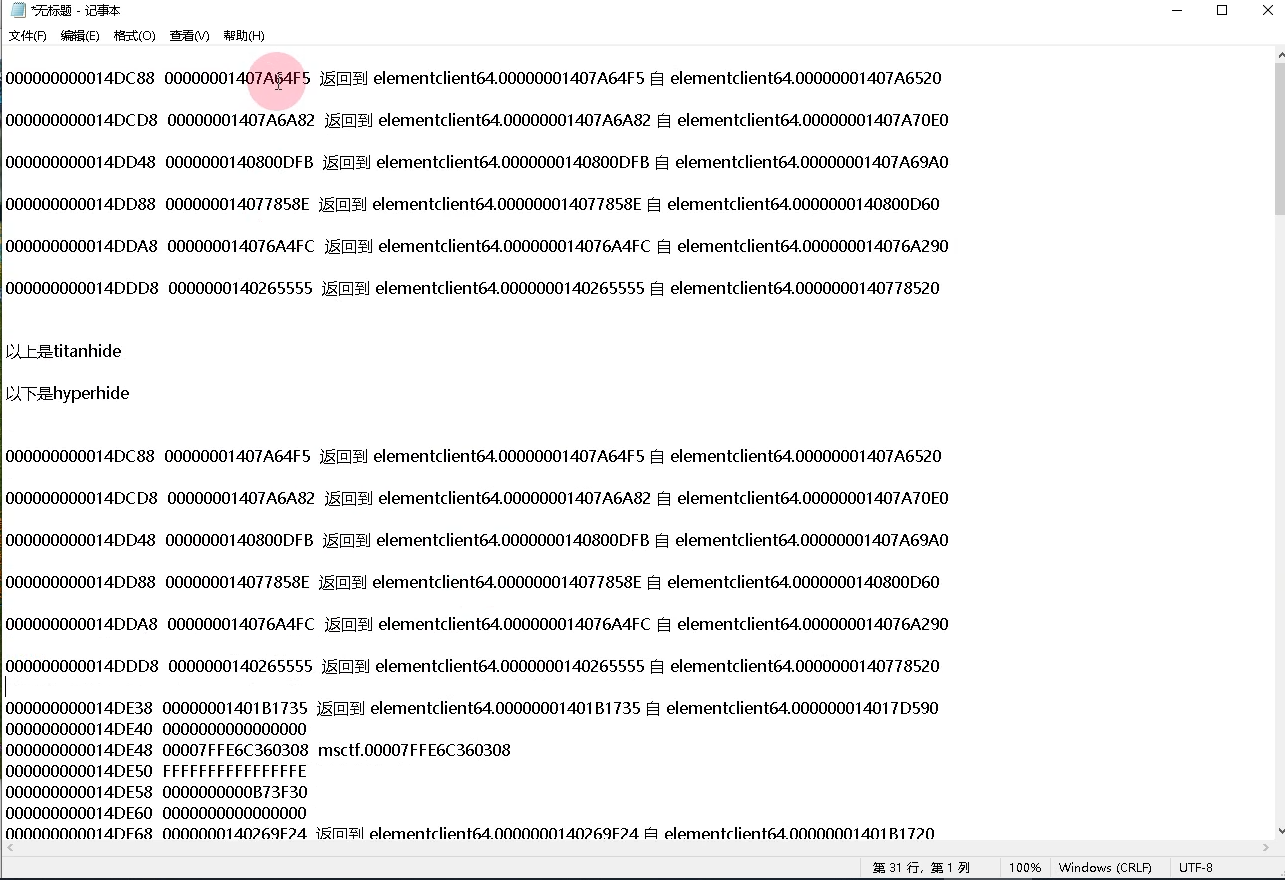 *无标题 - 记事本
文件(F) 编辑(E) 格式(O) 查看(V) 帮助(H)
000000000014DC88 00000001407A64F5 返回到 elementclient64.00000001407A64F5 自 elementclient64.00000001407A6520
000000000014DCD8 00000001407A6A82 返回到 elementclient64.00000001407A6A82 自 elementclient64.00000001407A70E0
000000000014DD48 0000000140800DFB 返回到 elementclient64.0000000140800DFB 自 elementclient64.00000001407A69A0
000000000014DD88 000000014077858E 返回到 elementclient64.000000014077858E 自 elementclient64.0000000140800D60
000000000014DDA8 000000014076A4FC 返回到 elementclient64.000000014076A4FC 自 elementclient64.000000014076A290
000000000014DDD8 0000000140265555 返回到 elementclient64.0000000140265555 自 elementclient64.0000000140778520
以上是titanhide
以下是hyperhide
000000000014DC88 00000001407A64F5 返回到 elementclient64.00000001407A64F5 自 elementclient64.00000001407A6520
000000000014DCD8 00000001407A6A82 返回到 elementclient64.00000001407A6A82 自 elementclient64.00000001407A70E0
000000000014DD48 0000000140800DFB 返回到 elementclient64.0000000140800DFB 自 elementclient64.00000001407A69A0
000000000014DD88 000000014077858E 返回到 elementclient64.000000014077858E 自 elementclient64.0000000140800D60
000000000014DDA8 000000014076A4FC 返回到 elementclient64.000000014076A4FC 自 elementclient64.000000014076A290
000000000014DDD8 0000000140265555 返回到 elementclient64.0000000140265555 自 elementclient64.0000000140778520
000000000014DE38 00000001401B1735 返回到 elementclient64.00000001401B1735 自 elementclient64.000000014017D590
000000000014DE40 0000000000000000
000000000014DE48 00007FFE6C360308 msctf.00007FFE6C360308
000000000014DE50 FFFFFFFFFFFFFFFE
000000000014DE58 0000000000B73F30
000000000014DE60 0000000000000000
000000000014DF68 0000000140269F24 返回到 elementclient64.0000000140269F24 自 elementclient64.00000001401B1720
第 31 行，第 1 列 100% Windows (CRLF) UTF-8